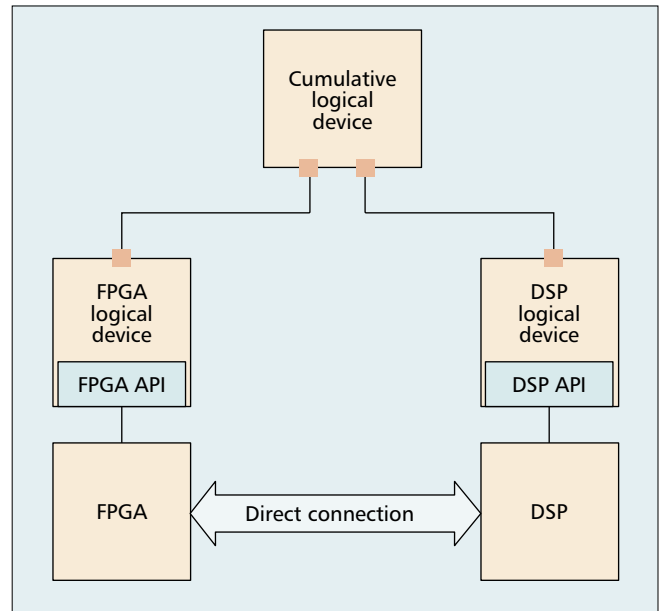 Cumulative
logical
device
FPGA
logical
device
FPGA API
DSP
logical
device
DSP API
FPGA
Direct connection
DSP